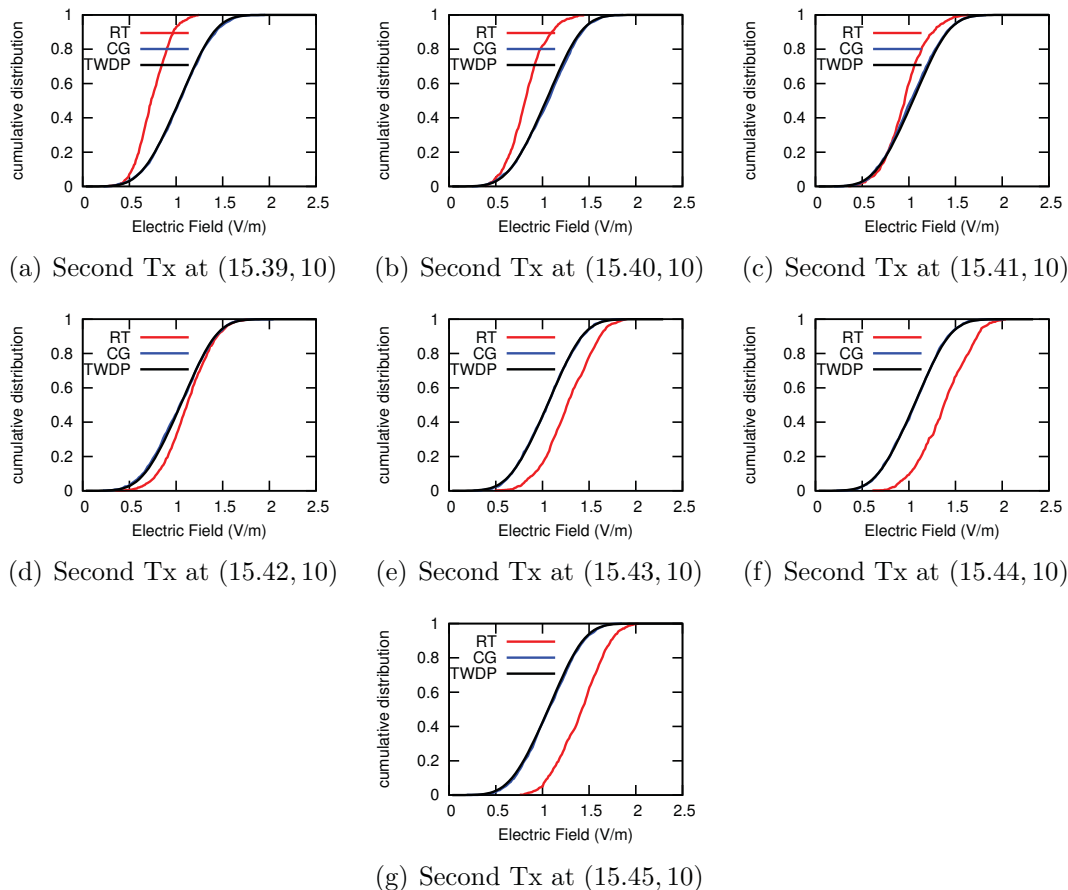 cumulative distribution
1
0.8
0.6
0.4
0.2
0
RT
CG
TWDP
0 0.5 1 1.5 2 2.5
Electric Field (V/m)
(a) Second Tx at (15.39, 10)
cumulative distribution
1
0.8
0.6
0.4
0.2
0
RT
CG
TWDP
0 0.5 1 1.5 2 2.5
Electric Field (V/m)
(b) Second Tx at (15.40, 10)
cumulative distribution
1
0.8
0.6
0.4
0.2
0
RT
CG
TWDP
0 0.5 1 1.5 2 2.5
Electric Field (V/m)
(c) Second Tx at (15.41, 10)
cumulative distribution
1
0.8
0.6
0.4
0.2
0
RT
CG
TWDP
0 0.5 1 1.5 2 2.5
Electric Field (V/m)
(d) Second Tx at (15.42, 10)
cumulative distribution
1
0.8
0.6
0.4
0.2
0
RT
CG
TWDP
0 0.5 1 1.5 2 2.5
Electric Field (V/m)
(e) Second Tx at (15.43, 10)
cumulative distribution
1
0.8
0.6
0.4
0.2
0
RT
CG
TWDP
0 0.5 1 1.5 2 2.5
Electric Field (V/m)
(f) Second Tx at (15.44, 10)
cumulative distribution
1
0.8
0.6
0.4
0.2
0
RT
CG
TWDP
0 0.5 1 1.5 2 2.5
Electric Field (V/m)
(g) Second Tx at (15.45, 10)